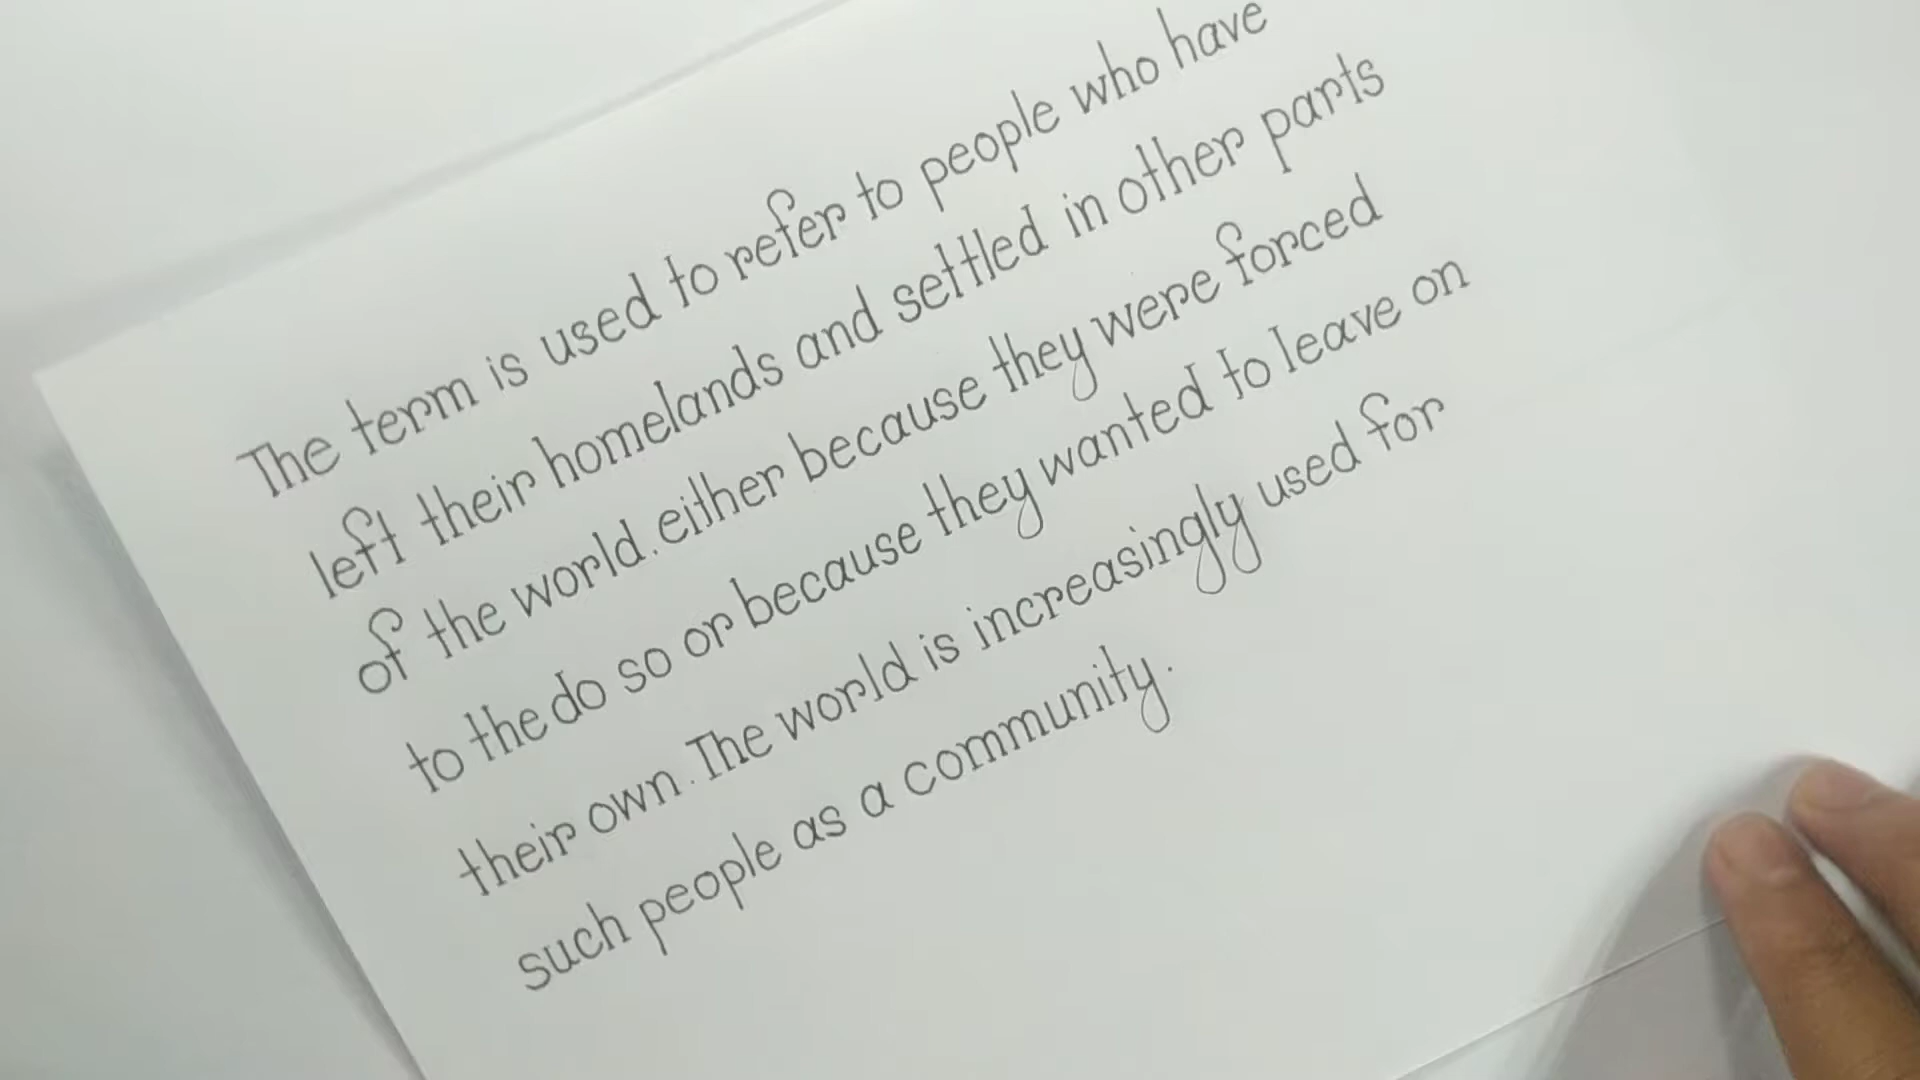 The term is used to refer to people who have
left their homelands and settled in other parts
of the world. either because they were forced
to the do so or because they wanted to leave on
their own. The world is increasingly used for
such people as a community.